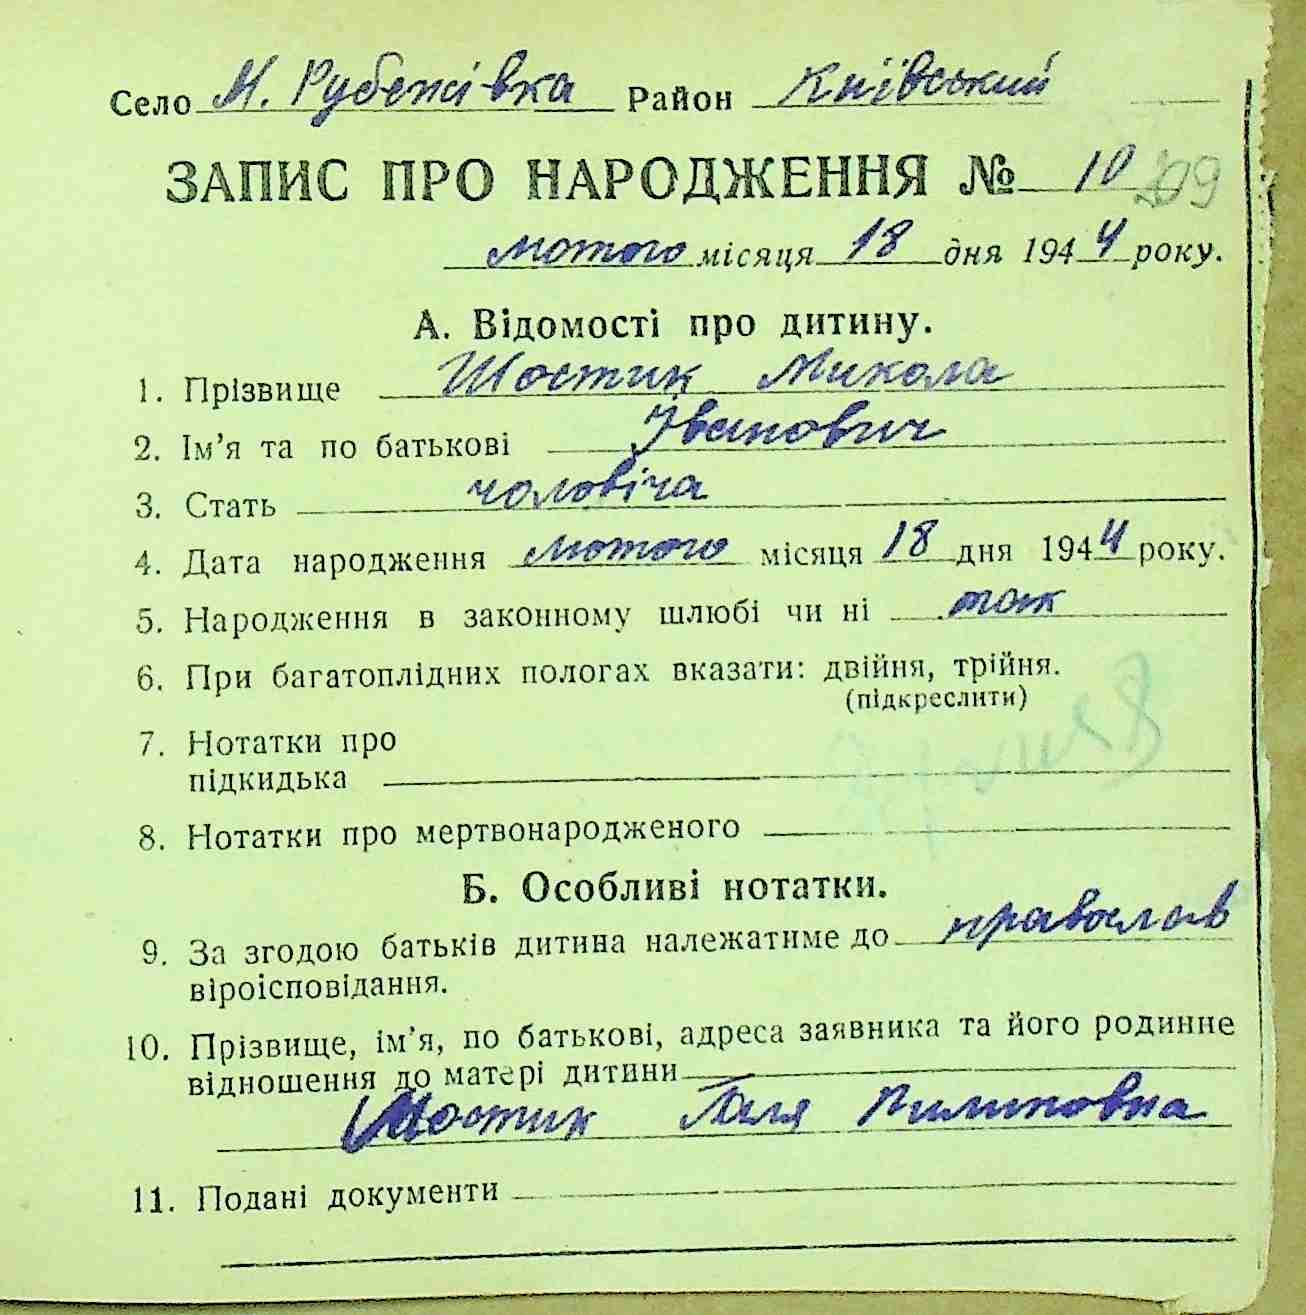 Село М. Рубежівка Район Київський
ЗАПИС ПРО НАРОДЖЕННЯ № 10 209
лютого місяця 18 дня 1944 року.
А. Відомості про дитину.
1. Прізвище Шостик Микола
2. Ім'я та по батькові Іванович
3. Стать чоловіча
4. Дата народження лютого місяця 18 дня 1944 року.
5. Народження в законному шлюбі чи ні так
6. При багатоплідних пологах вказати: двійня, трійня.
(підкреслити)
7. Нотатки про
підкидька
8. Нотатки про мертвонародженого
Б. Особливі нотатки.
9. За згодою батьків дитина належатиме до православ
віроісповідання.
10. Прізвище, ім'я, по батькові, адреса заявника та його родинне
відношення до матері дитини
Шостик Галя Пилиповна
11. Подані документи